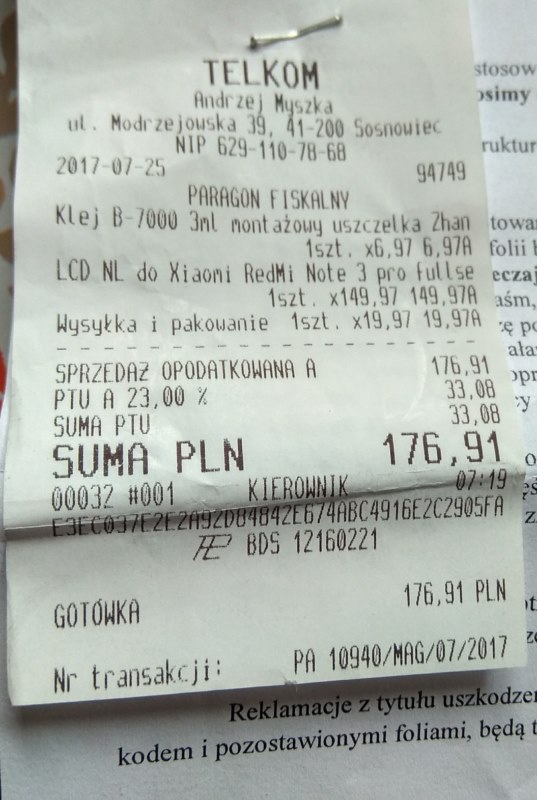 TELKOM
Andrzej Myszka
ul. Modrzejowska 39, 41-200 Sosnowiec
NIP 629-110-78-68
2017-07-25 94749
PARAGON FISKALNY
Klej B-7000 3ml montażowy uszczelka Zhan
1szt. x6,97 6,97A
LCD NL do Xiaomi RedMi Note 3 pro fullse
1szt. x149,97 149,97A
Wysyłka i pakowanie 1szt. x19,97 19,97A
SPRZEDAŻ OPODATKOWANA A 176,91
PTU A 23,00 % 33,08
SUMA PTU 33,08
SUMA PLN 176,91
00032 #001 KIEROWNIK 07:19
E3EC037E2E2A92D84842E674ABC4916E2C2905FA
BDS 12160221
GOTÓWKA 176,91 PLN
Nr transakcji: PA 10940/MAG/07/2017
Reklamacje z tytułu
kodem i pozostawionymi foliami, będą